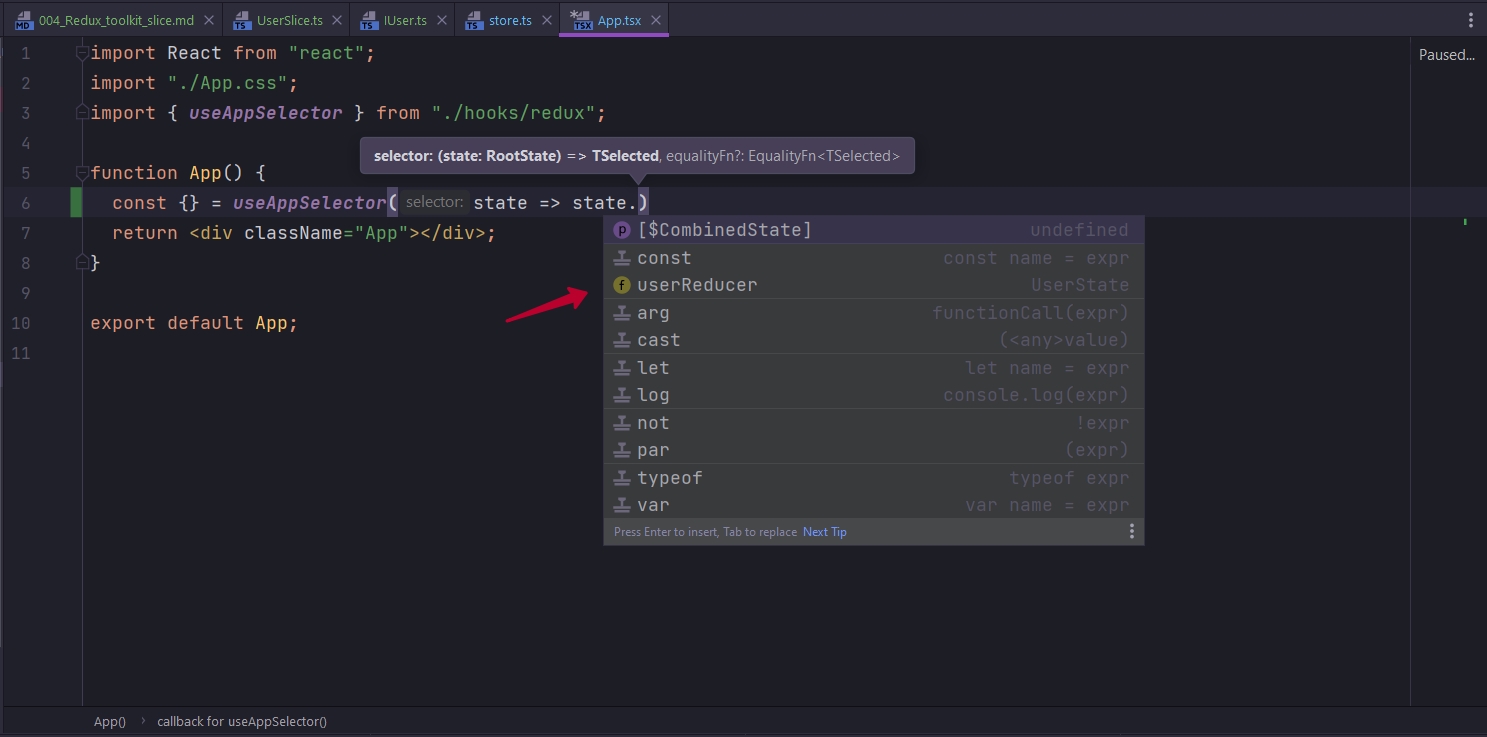 004_Redux_toolkit_slice.md UserSlice.ts IUser.ts store.ts App.tsx
Paused...
1 import React from "react";
2 import "./App.css";
3 import { useAppSelector } from "./hooks/redux";
4
selector: (state: RootState) => TSelected, equalityFn?: EqualityFn<TSelected>
5 function App() {
6 const {} = useAppSelector( selector: state => state.)
7 return <div className="App"></div>;
8 }
9
10 export default App;
11
p [$CombinedState] undefined
const const name = expr
f userReducer UserState
arg functionCall(expr)
cast (<any>value)
let let name = expr
log console.log(expr)
not !expr
par (expr)
typeof typeof expr
var var name = expr
Press Enter to insert, Tab to replace Next Tip
App() › callback for useAppSelector()